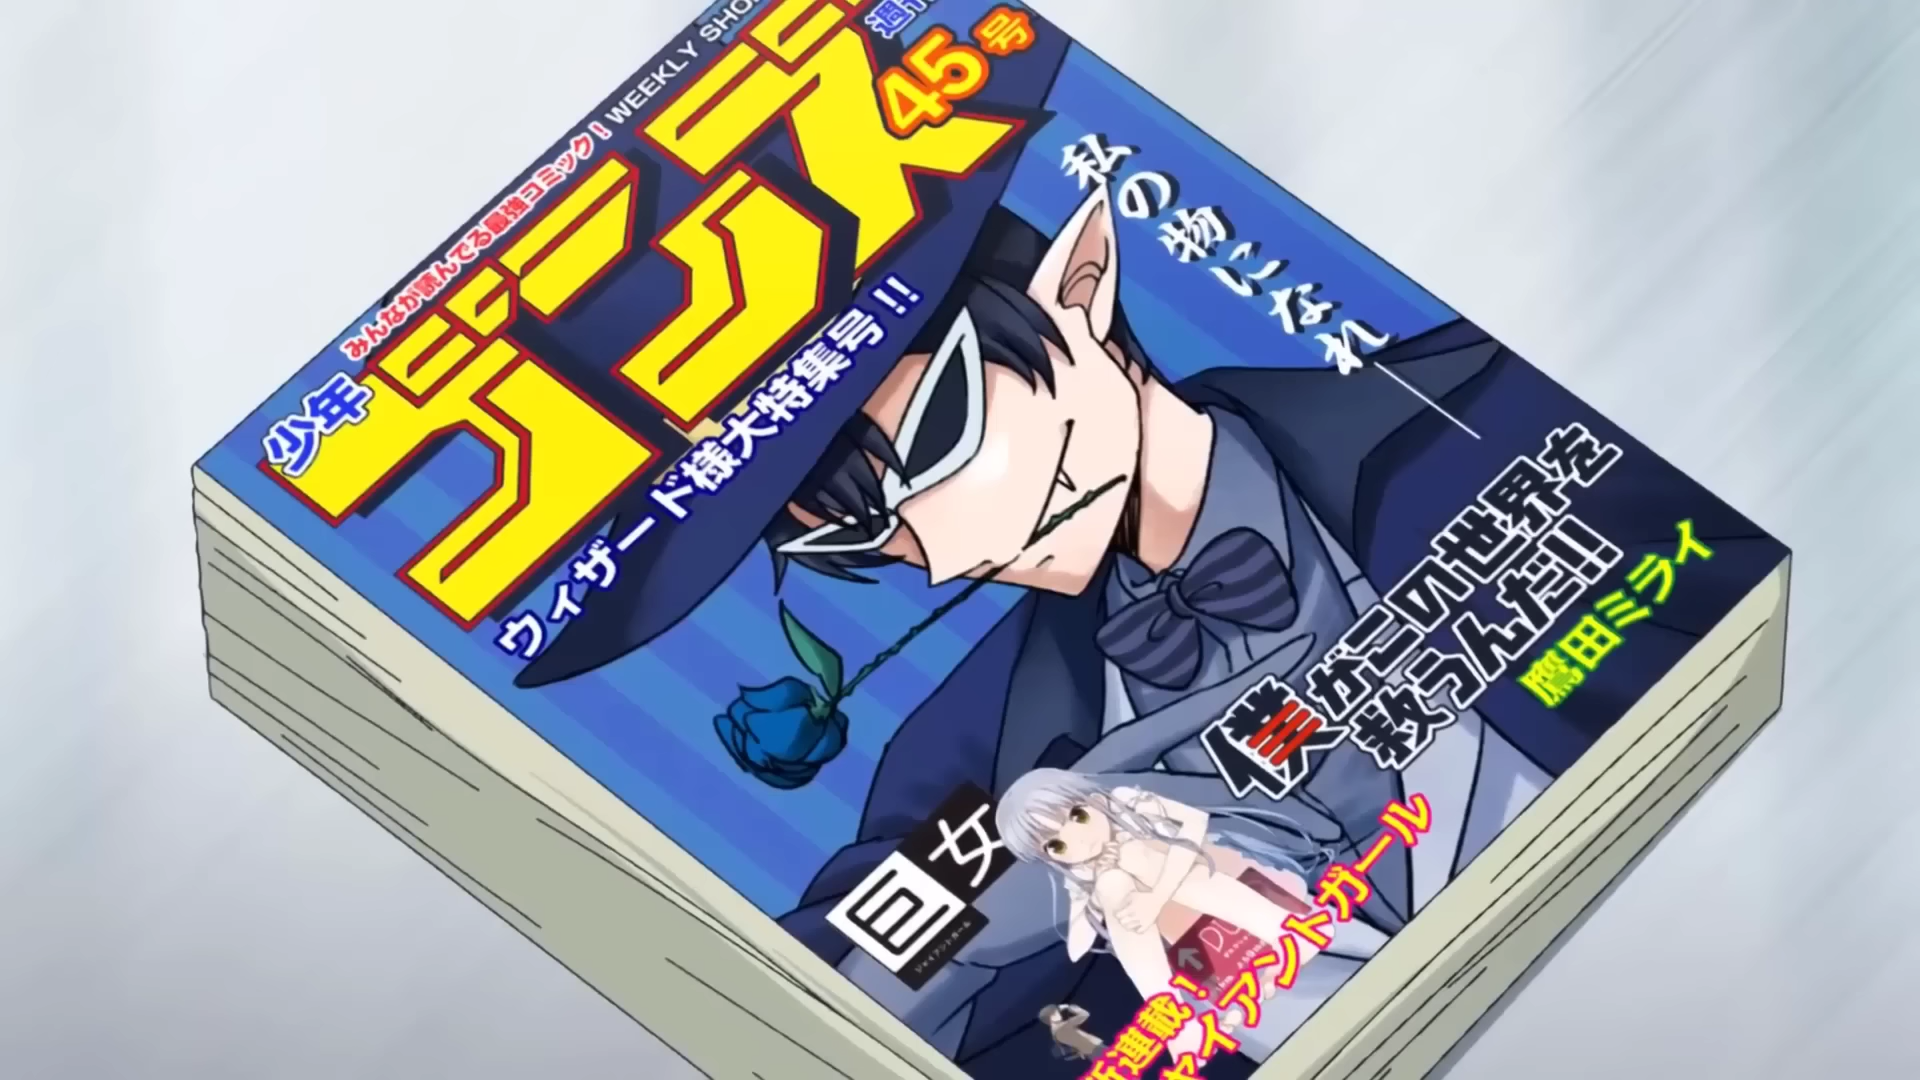 みんなが読んでる最強コミック! WEEKLY SHO
少年
ジンス
週刊
45号
ウィザード様大特集号!!
私の物になれ―
僕がこの世界を
救うんだ!!
鷹田ミライ
巨女
ジャイアントガール
新連載!
ャイアントガール